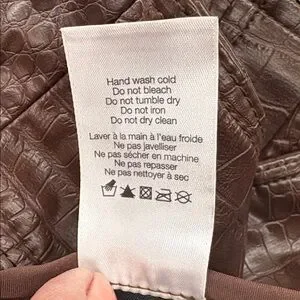 Hand wash cold
Do not bleach
Do not tumble dry
Do not iron
Do not dry clean
Laver à la main à l'eau froide
Ne pas javelliser
Ne pas sécher en machine
Ne pas repasser
Ne pas nettoyer à sec